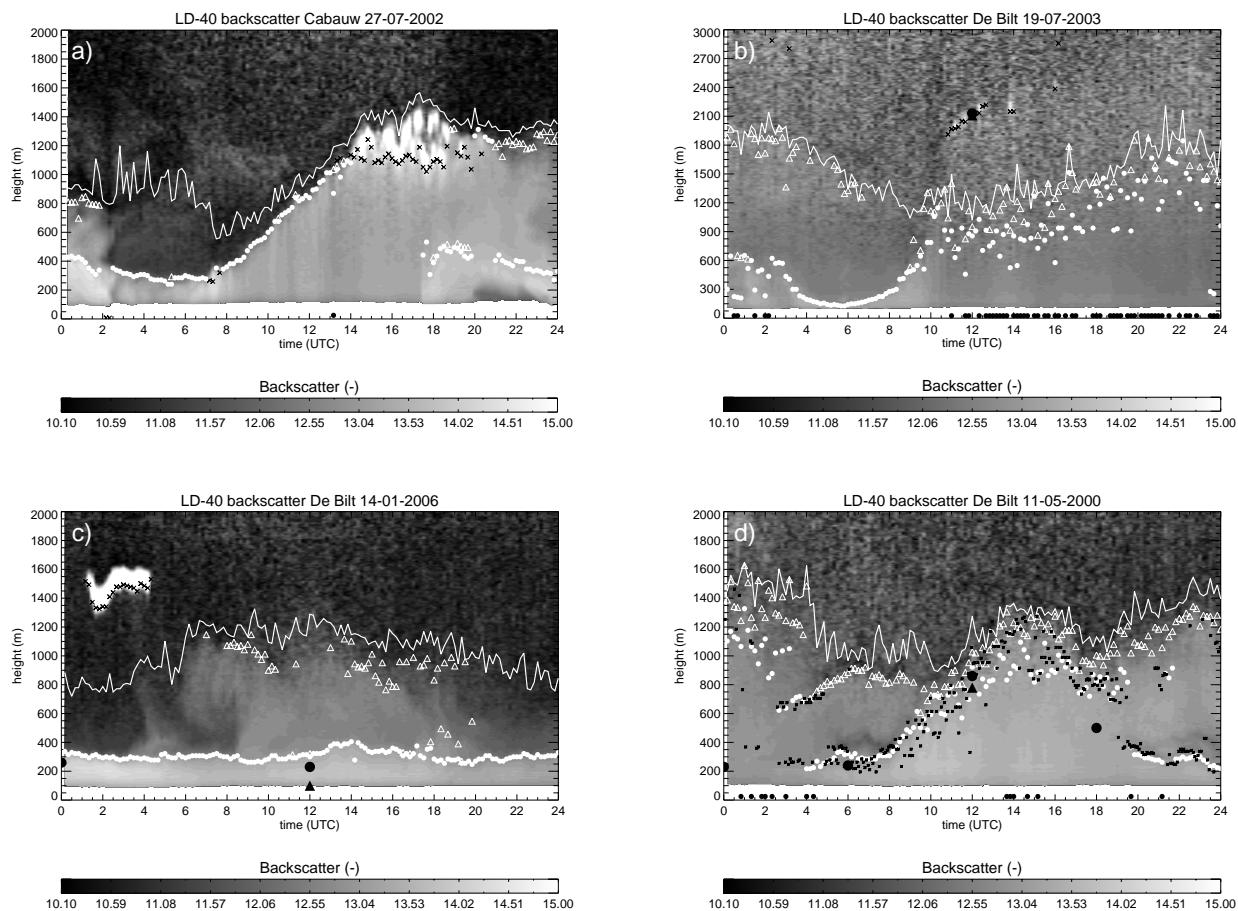 LD-40 backscatter Cabauw 27-07-2002
a)
height (m)
2000
1800
1600
1400
1200
1000
800
600
400
200
0
0 2 4 6 8 10 12 14 16 18 20 22 24
time (UTC)
Backscatter (-)
10.10 10.59 11.08 11.57 12.06 12.55 13.04 13.53 14.02 14.51 15.00
LD-40 backscatter De Bilt 19-07-2003
b)
height (m)
3000
2700
2400
2100
1800
1500
1200
900
600
300
0
0 2 4 6 8 10 12 14 16 18 20 22 24
time (UTC)
Backscatter (-)
10.10 10.59 11.08 11.57 12.06 12.55 13.04 13.53 14.02 14.51 15.00
LD-40 backscatter De Bilt 14-01-2006
c)
height (m)
2000
1800
1600
1400
1200
1000
800
600
400
200
0
0 2 4 6 8 10 12 14 16 18 20 22 24
time (UTC)
Backscatter (-)
10.10 10.59 11.08 11.57 12.06 12.55 13.04 13.53 14.02 14.51 15.00
LD-40 backscatter De Bilt 11-05-2000
d)
height (m)
2000
1800
1600
1400
1200
1000
800
600
400
200
0
0 2 4 6 8 10 12 14 16 18 20 22 24
time (UTC)
Backscatter (-)
10.10 10.59 11.08 11.57 12.06 12.55 13.04 13.53 14.02 14.51 15.00